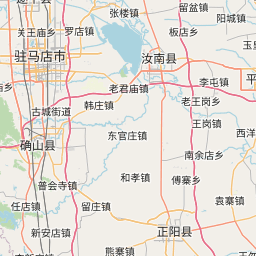 遂平县
张楼镇
留盆镇
阳城镇
关王庙乡
罗店镇
板店乡
驻马店市
汝南县
老君庙镇
李屯镇
古城街道
韩庄镇
老王岗乡
王岗镇
东官庄镇
确山县
南余店乡
普会寺镇
和孝镇
傅寨乡
任店镇
留庄镇
袁寨镇
新安店镇
正阳县
熊寨镇